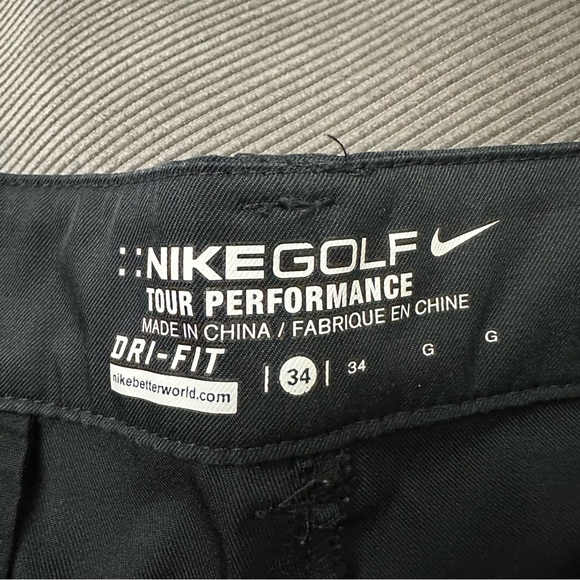 NIKEGOLF
TOUR PERFORMANCE
MADE IN CHINA / FABRIQUE EN CHINE
DRI-FIT
nikebetterworld.com
| 34 | 34 G G